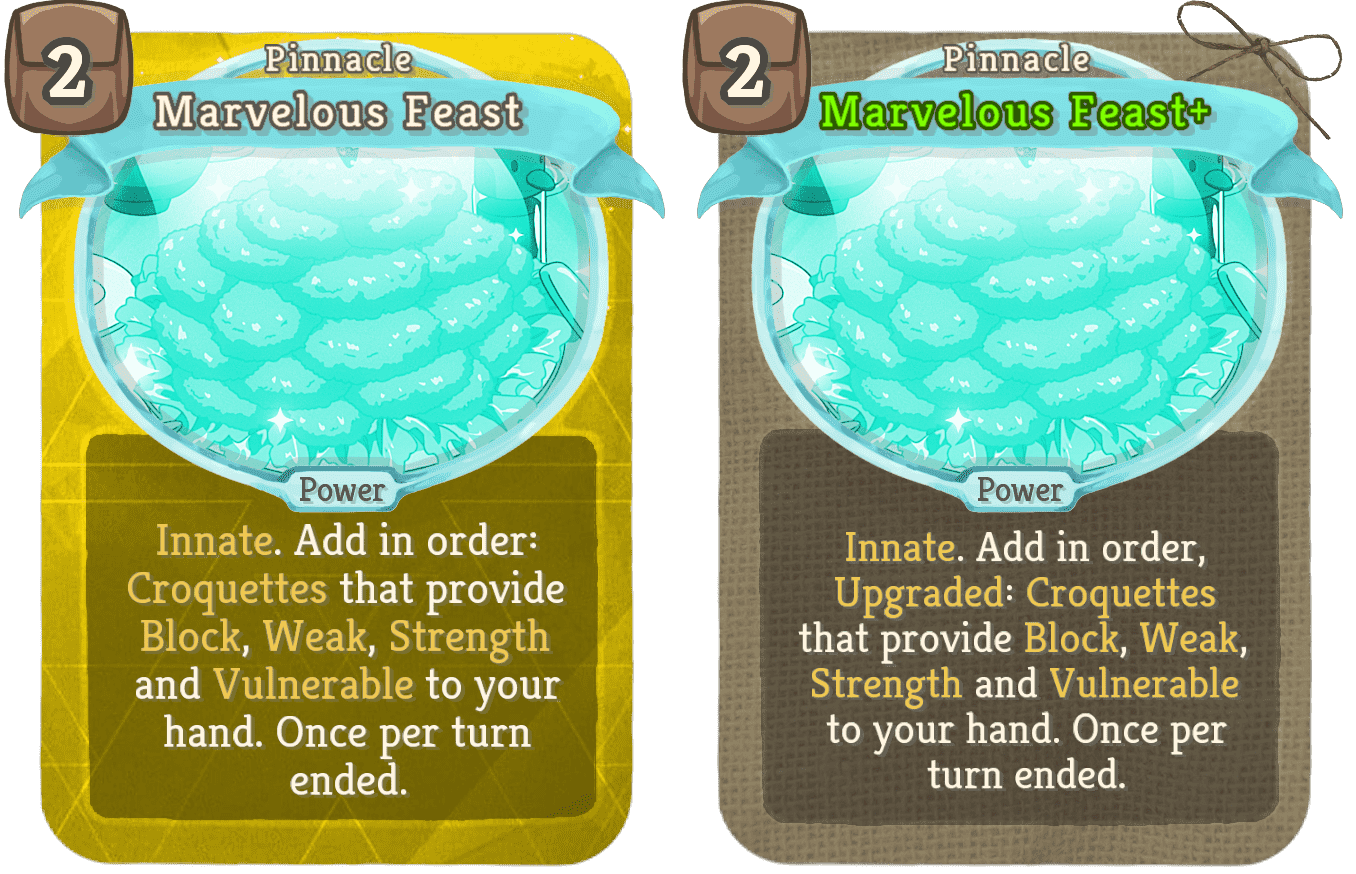 2
Pinnacle
Marvelous Feast
Power
Innate. Add in order:
Croquettes that provide
Block, Weak, Strength
and Vulnerable to your
hand. Once per turn
ended.
2
Pinnacle
Marvelous Feast+
Power
Innate. Add in order,
Upgraded: Croquettes
that provide Block, Weak,
Strength and Vulnerable
to your hand. Once per
turn ended.